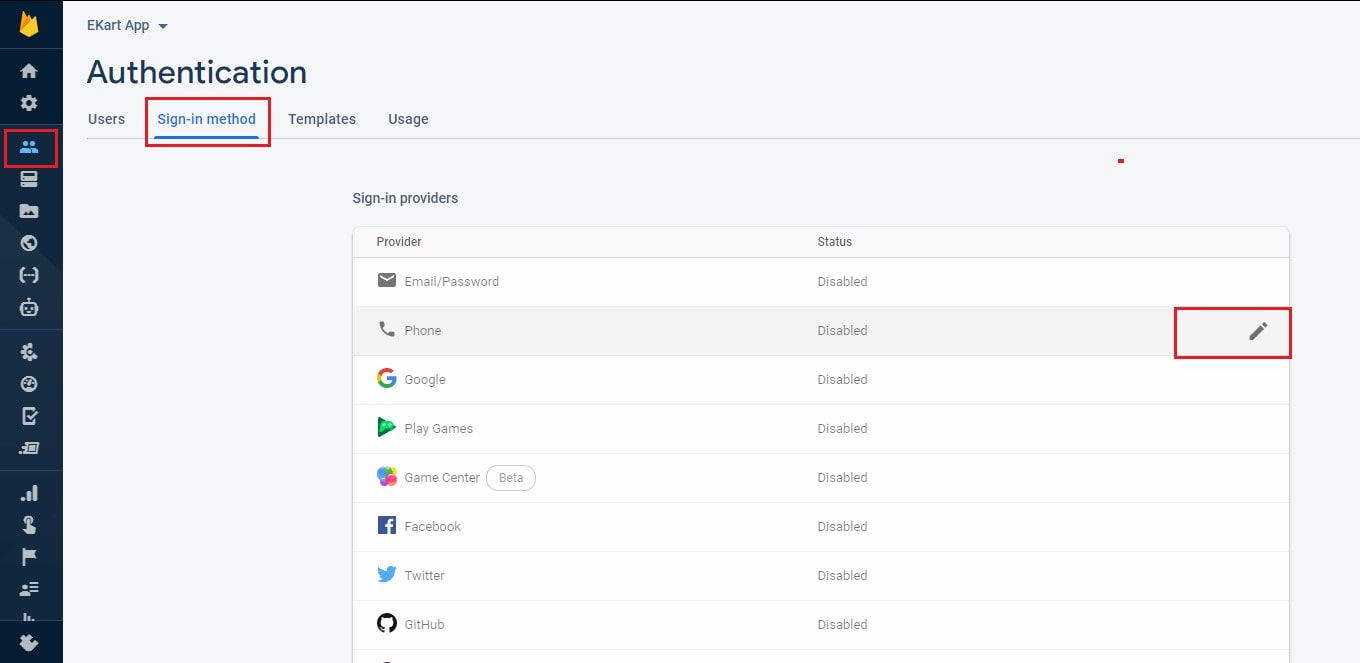 EKart App
Authentication
Users Sign-in method Templates Usage
Sign-in providers
Provider Status
Email/Password Disabled
Phone Disabled
Google Disabled
Play Games Disabled
Game Center Beta Disabled
Facebook Disabled
Twitter Disabled
GitHub Disabled